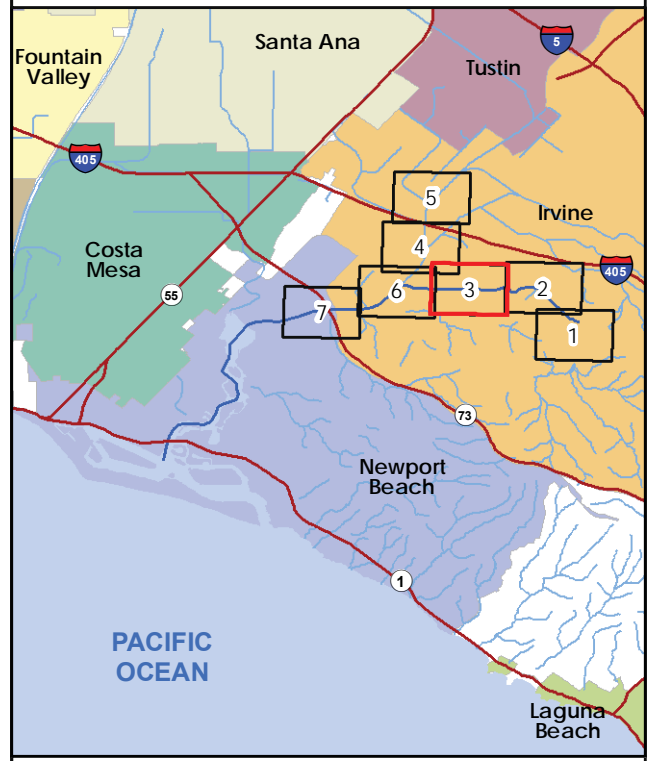 Santa Ana
Fountain
Valley
Tustin
5
405
5
Irvine
4
Costa
Mesa
405
55
6
3
2
7
1
73
Newport
Beach
1
PACIFIC
OCEAN
Laguna
Beach